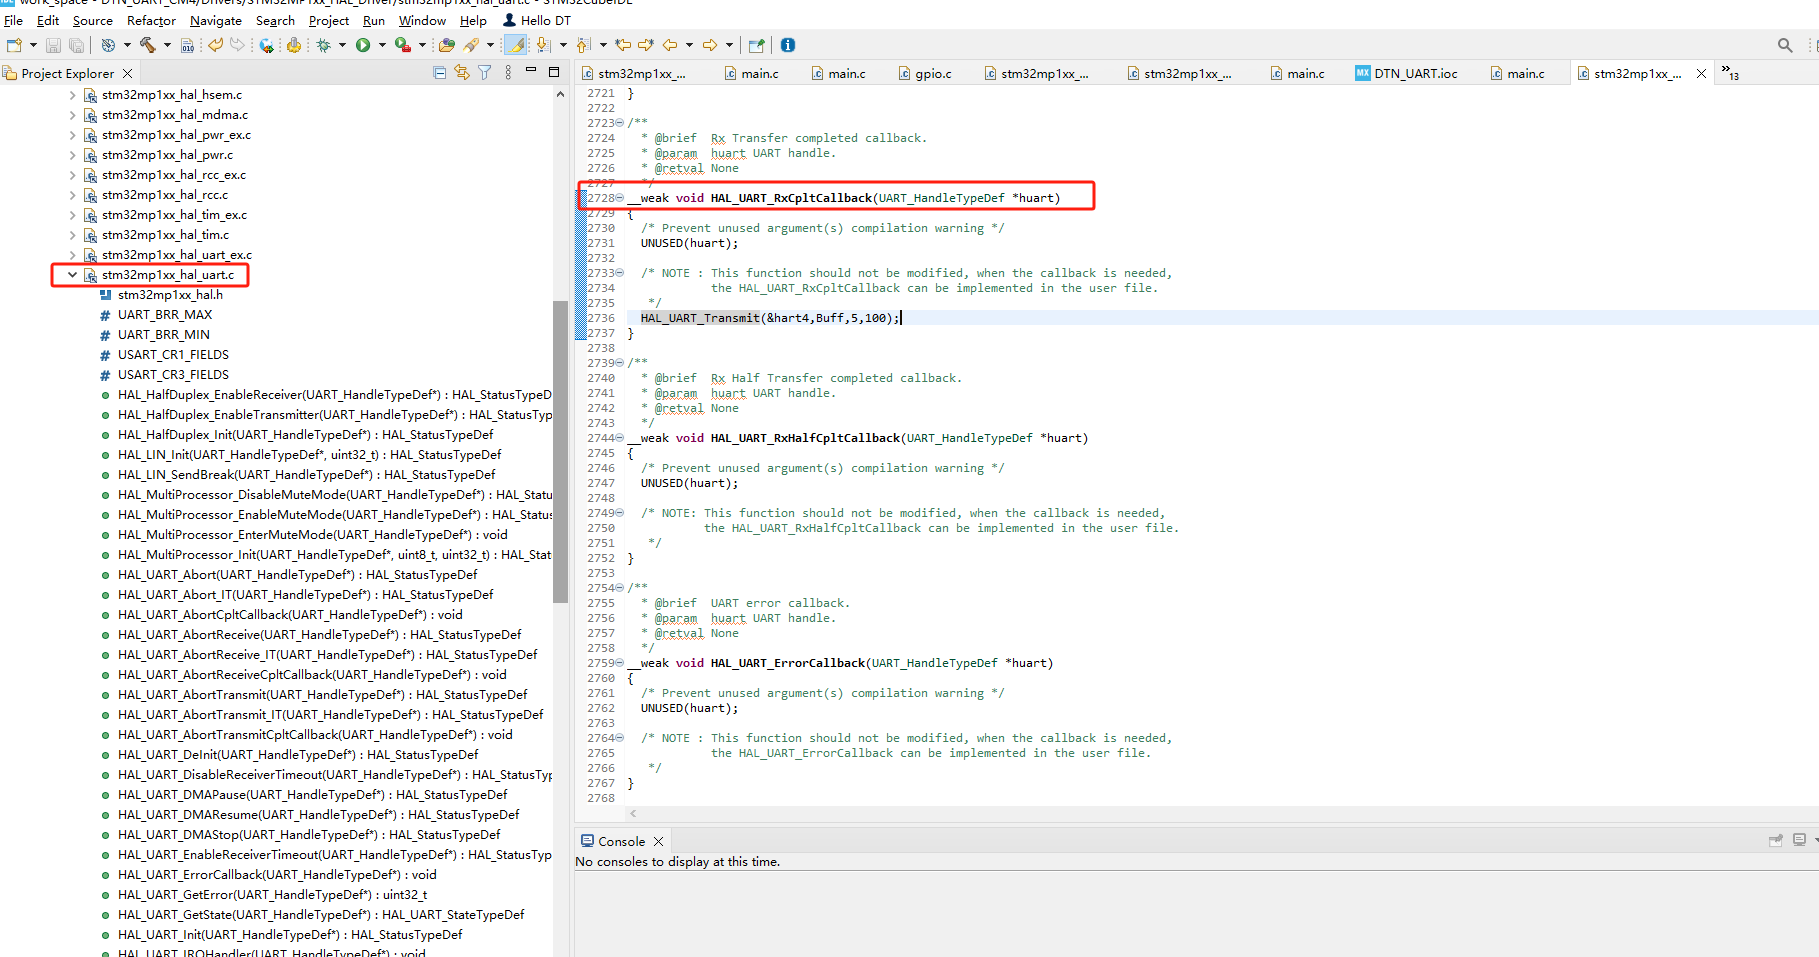 work_space - DTN_UART_CM4/Drivers/STM32MP1xx_HAL_Driver/stm32mp1xx_hal_uart.c - STM32CubeIDE
File Edit Source Refactor Navigate Search Project Run Window Help Hello DT
Project Explorer
stm32mp1xx_hal_hsem.c
stm32mp1xx_hal_mdma.c
stm32mp1xx_hal_pwr_ex.c
stm32mp1xx_hal_pwr.c
stm32mp1xx_hal_rcc_ex.c
stm32mp1xx_hal_rcc.c
stm32mp1xx_hal_tim_ex.c
stm32mp1xx_hal_tim.c
stm32mp1xx_hal_uart_ex.c
stm32mp1xx_hal_uart.c
stm32mp1xx_hal.h
UART_BRR_MAX
UART_BRR_MIN
USART_CR1_FIELDS
USART_CR3_FIELDS
HAL_HalfDuplex_EnableReceiver(UART_HandleTypeDef*) : HAL_StatusTypeD
HAL_HalfDuplex_EnableTransmitter(UART_HandleTypeDef*) : HAL_StatusTyp
HAL_HalfDuplex_Init(UART_HandleTypeDef*) : HAL_StatusTypeDef
HAL_LIN_Init(UART_HandleTypeDef*, uint32_t) : HAL_StatusTypeDef
HAL_LIN_SendBreak(UART_HandleTypeDef*) : HAL_StatusTypeDef
HAL_MultiProcessor_DisableMuteMode(UART_HandleTypeDef*) : HAL_Statu
HAL_MultiProcessor_EnableMuteMode(UART_HandleTypeDef*) : HAL_Status
HAL_MultiProcessor_EnterMuteMode(UART_HandleTypeDef*) : void
HAL_MultiProcessor_Init(UART_HandleTypeDef*, uint8_t, uint32_t) : HAL_Stat
HAL_UART_Abort(UART_HandleTypeDef*) : HAL_StatusTypeDef
HAL_UART_Abort_IT(UART_HandleTypeDef*) : HAL_StatusTypeDef
HAL_UART_AbortCpltCallback(UART_HandleTypeDef*) : void
HAL_UART_AbortReceive(UART_HandleTypeDef*) : HAL_StatusTypeDef
HAL_UART_AbortReceive_IT(UART_HandleTypeDef*) : HAL_StatusTypeDef
HAL_UART_AbortReceiveCpltCallback(UART_HandleTypeDef*) : void
HAL_UART_AbortTransmit(UART_HandleTypeDef*) : HAL_StatusTypeDef
HAL_UART_AbortTransmit_IT(UART_HandleTypeDef*) : HAL_StatusTypeDef
HAL_UART_AbortTransmitCpltCallback(UART_HandleTypeDef*) : void
HAL_UART_DeInit(UART_HandleTypeDef*) : HAL_StatusTypeDef
HAL_UART_DisableReceiverTimeout(UART_HandleTypeDef*) : HAL_StatusTyp
HAL_UART_DMAPause(UART_HandleTypeDef*) : HAL_StatusTypeDef
HAL_UART_DMAResume(UART_HandleTypeDef*) : HAL_StatusTypeDef
HAL_UART_DMAStop(UART_HandleTypeDef*) : HAL_StatusTypeDef
HAL_UART_EnableReceiverTimeout(UART_HandleTypeDef*) : HAL_StatusTyp
HAL_UART_ErrorCallback(UART_HandleTypeDef*) : void
HAL_UART_GetError(UART_HandleTypeDef*) : uint32_t
HAL_UART_GetState(UART_HandleTypeDef*) : HAL_UART_StateTypeDef
HAL_UART_Init(UART_HandleTypeDef*) : HAL_StatusTypeDef
HAL_UART_IRQHandler(UART_HandleTypeDef*) : void
stm32mp1xx_... main.c main.c gpio.c stm32mp1xx_... stm32mp1xx_... main.c MX DTN_UART.ioc main.c stm32mp1xx_... »13
2721 }
2722
2723 /**
2724 * @brief Rx Transfer completed callback.
2725 * @param huart UART handle.
2726 * @retval None
2727 */
2728 __weak void HAL_UART_RxCpltCallback(UART_HandleTypeDef *huart)
2729 {
2730 /* Prevent unused argument(s) compilation warning */
2731 UNUSED(huart);
2732
2733 /* NOTE : This function should not be modified, when the callback is needed,
2734 the HAL_UART_RxCpltCallback can be implemented in the user file.
2735 */
2736 HAL_UART_Transmit(&hart4,Buff,5,100);
2737 }
2738
2739 /**
2740 * @brief Rx Half Transfer completed callback.
2741 * @param huart UART handle.
2742 * @retval None
2743 */
2744 __weak void HAL_UART_RxHalfCpltCallback(UART_HandleTypeDef *huart)
2745 {
2746 /* Prevent unused argument(s) compilation warning */
2747 UNUSED(huart);
2748
2749 /* NOTE: This function should not be modified, when the callback is needed,
2750 the HAL_UART_RxHalfCpltCallback can be implemented in the user file.
2751 */
2752 }
2753
2754 /**
2755 * @brief UART error callback.
2756 * @param huart UART handle.
2757 * @retval None
2758 */
2759 __weak void HAL_UART_ErrorCallback(UART_HandleTypeDef *huart)
2760 {
2761 /* Prevent unused argument(s) compilation warning */
2762 UNUSED(huart);
2763
2764 /* NOTE : This function should not be modified, when the callback is needed,
2765 the HAL_UART_ErrorCallback can be implemented in the user file.
2766 */
2767 }
2768
Console
No consoles to display at this time.